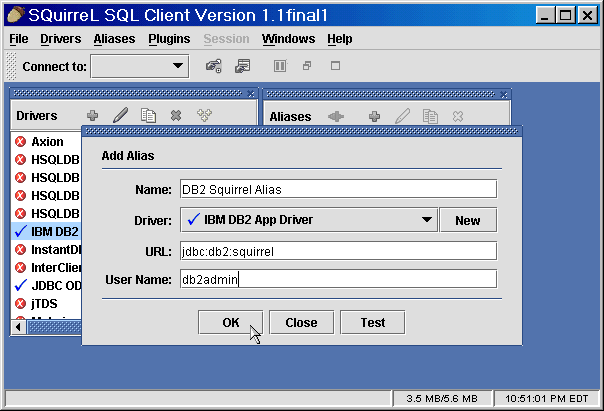 SQuirreL SQL Client Version 1.1final1
File Drivers Aliases Plugins Session Windows Help
Connect to:
Drivers
Aliases
Axion
HSQLDB
HSQLDB
HSQLDB
HSQLDB
IBM DB2
InstantD
InterClien
JDBC OD
jTDS
Add Alias
Name: DB2 Squirrel Alias
Driver: IBM DB2 App Driver New
URL: jdbc:db2:squirrel
User Name: db2admin
OK Close Test
3.5 MB/5.6 MB 10:51:01 PM EDT